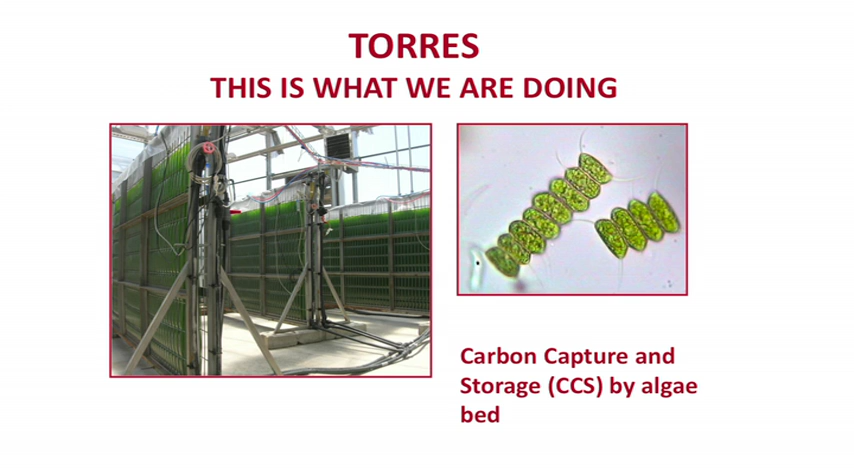 TORRES
THIS IS WHAT WE ARE DOING
Carbon Capture and
Storage (CCS) by algae
bed